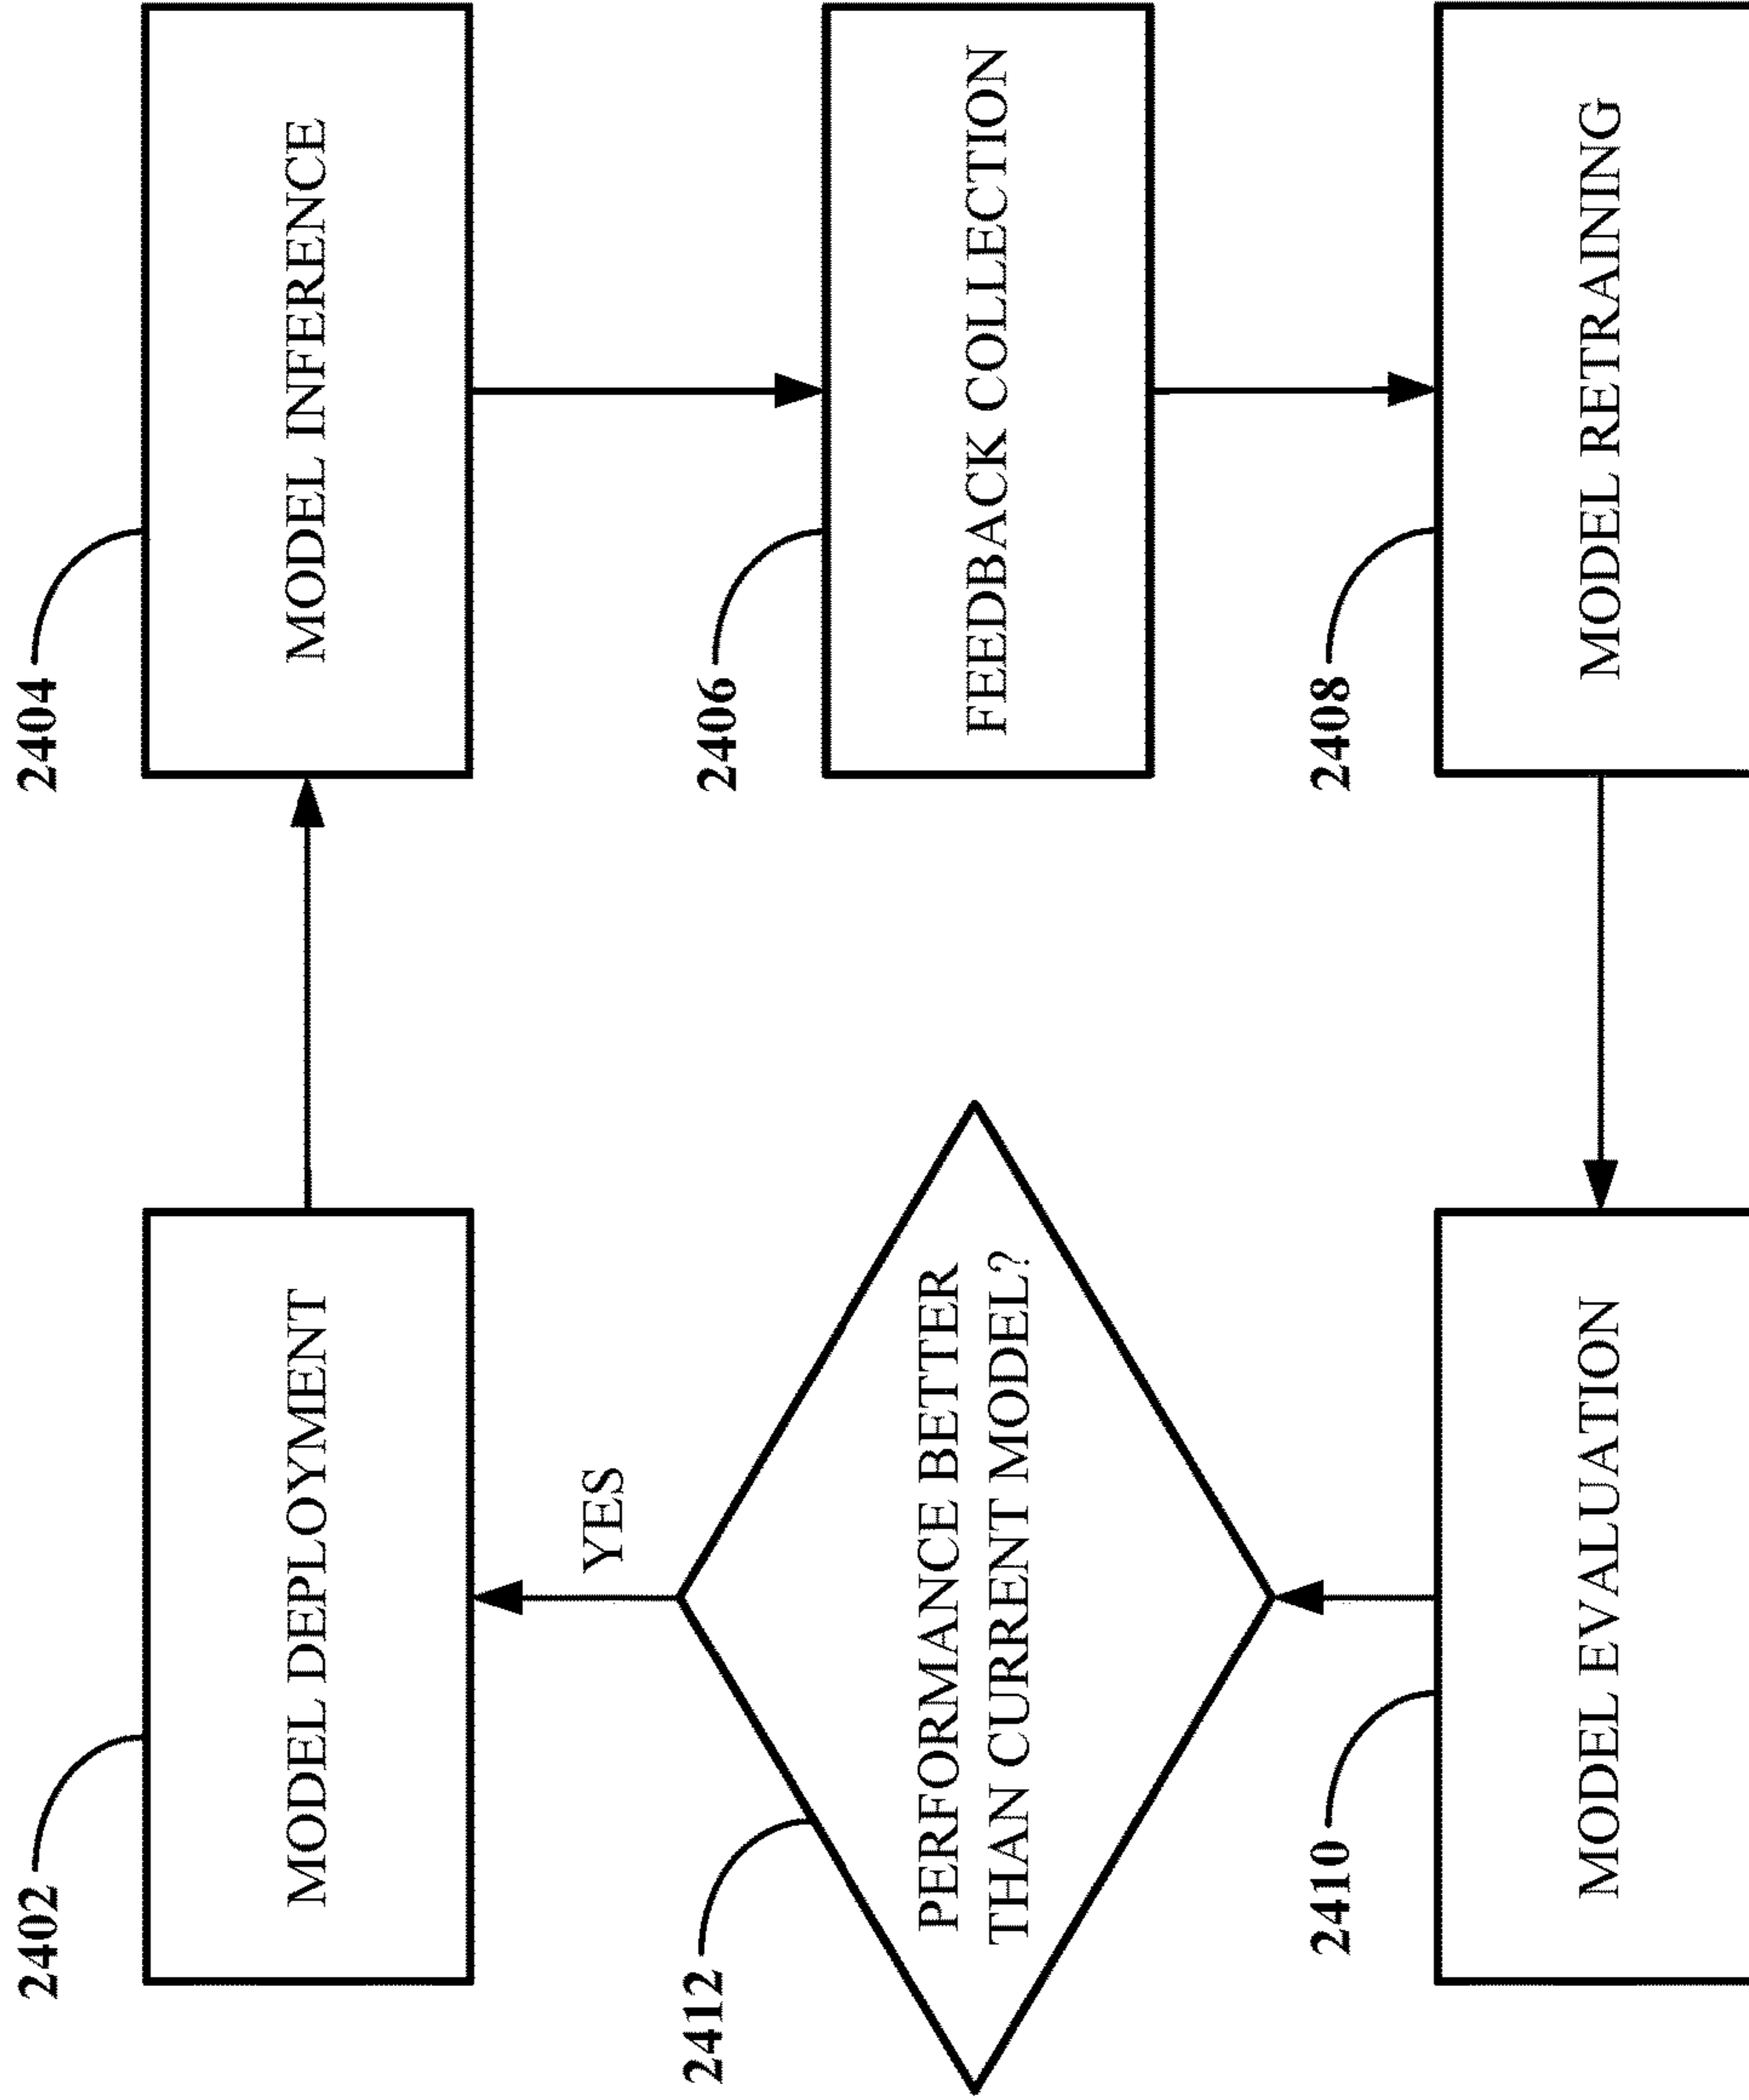 2402
MODEL DEPLOYMENT
2404
MODEL INFERENCE
YES
2412
PERFORMANCE BETTER
THAN CURRENT MODEL?
2406
FEEDBACK COLLECTION
2410
MODEL EVALUATION
2408
MODEL RETRAINING